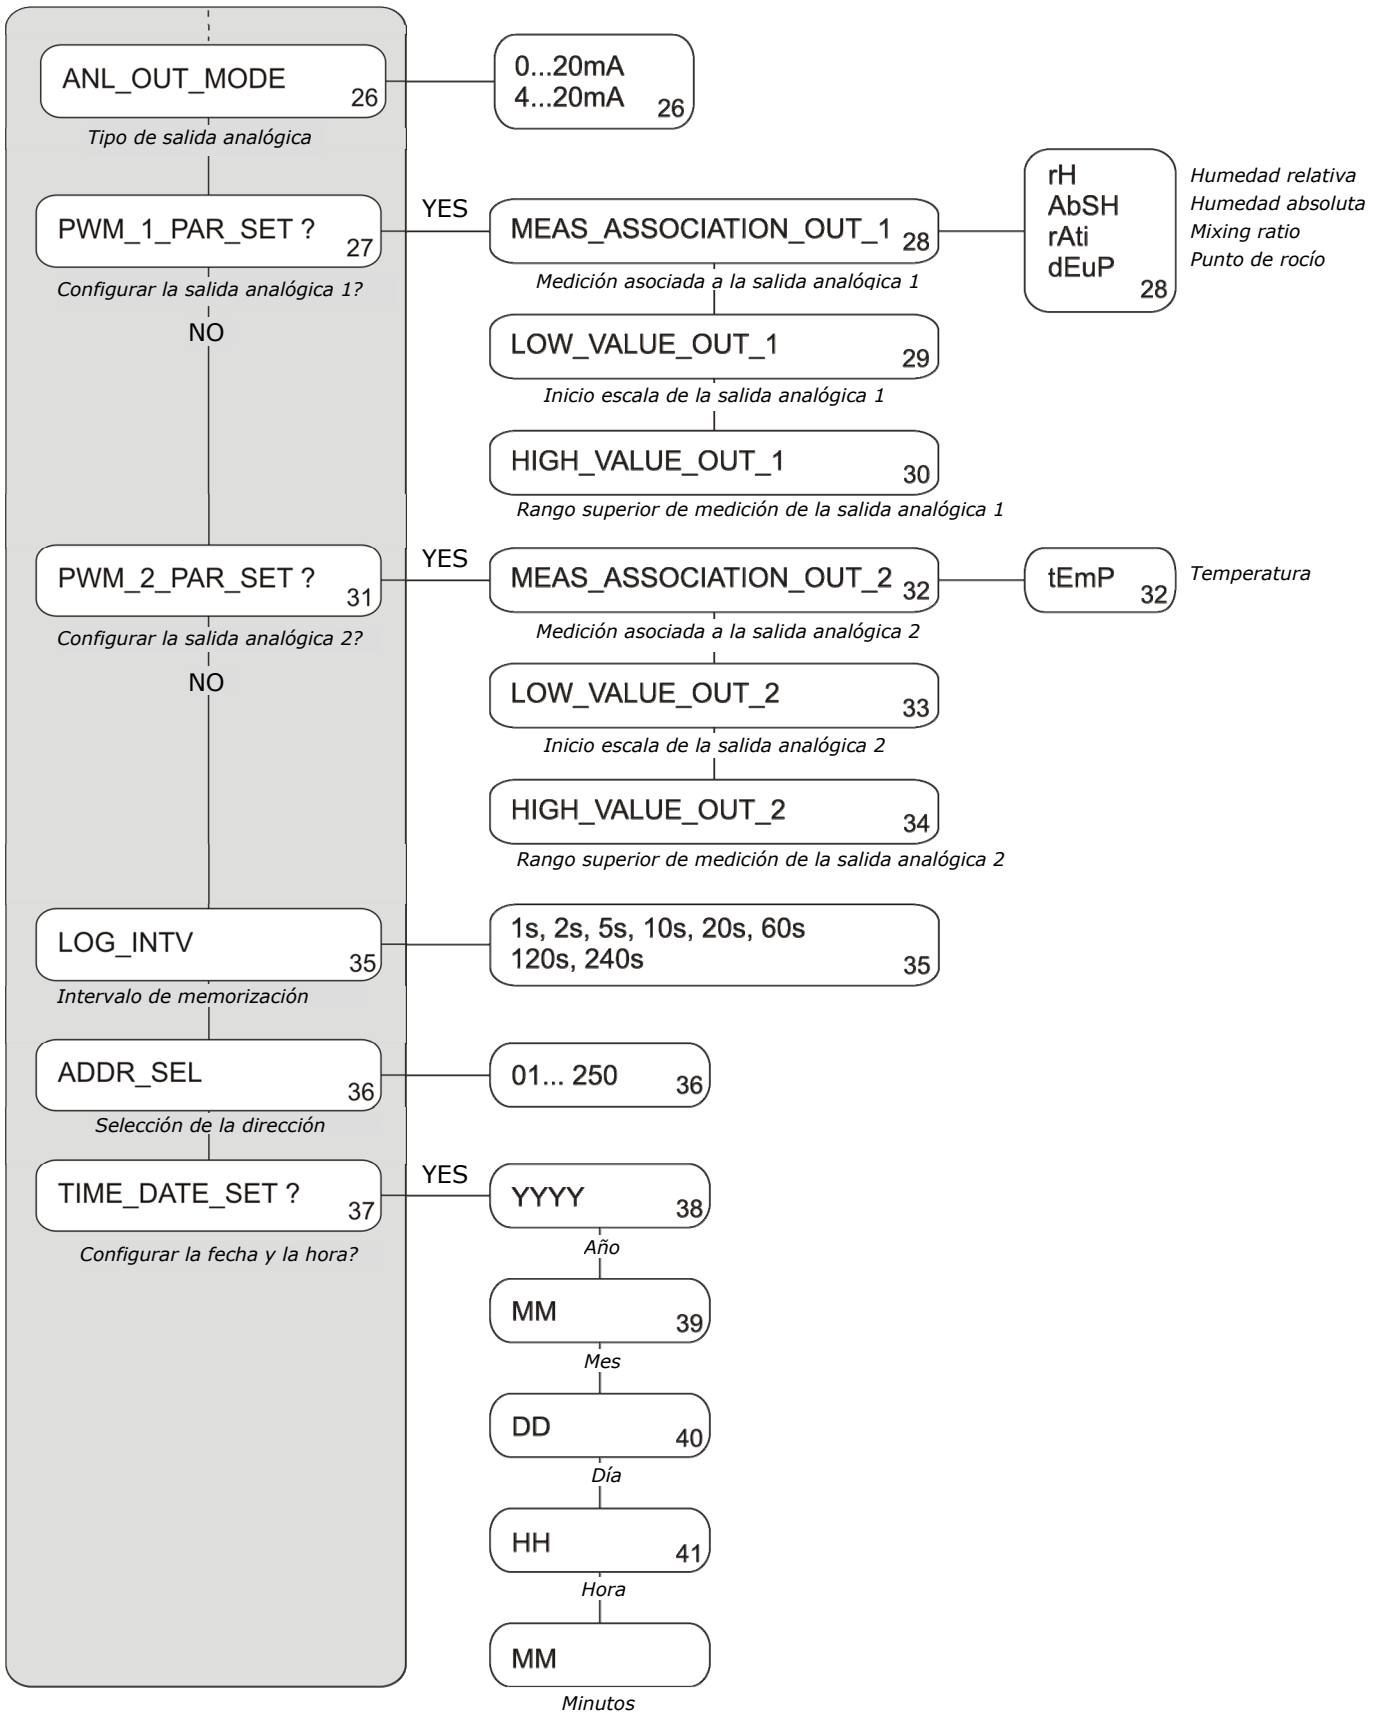 ANL_OUT_MODE
26
0...20mA
4...20mA
26
Tipo de salida analógica
PWM_1_PAR_SET ?
27
YES
MEAS_ASSOCIATION_OUT_1
28
rH
AbSH
rAti
dEuP
28
Humedad relativa
Humedad absoluta
Mixing ratio
Punto de rocío
Configurar la salida analógica 1?
NO
Medición asociada a la salida analógica 1
LOW_VALUE_OUT_1
29
Inicio escala de la salida analógica 1
HIGH_VALUE_OUT_1
30
Rango superior de medición de la salida analógica 1
PWM_2_PAR_SET ?
31
YES
MEAS_ASSOCIATION_OUT_2
32
tEmP
32
Temperatura
Configurar la salida analógica 2?
NO
Medición asociada a la salida analógica 2
LOW_VALUE_OUT_2
33
Inicio escala de la salida analógica 2
HIGH_VALUE_OUT_2
34
Rango superior de medición de la salida analógica 2
LOG_INTV
35
1s, 2s, 5s, 10s, 20s, 60s
120s, 240s
35
Intervalo de memorización
ADDR_SEL
36
01... 250
36
Selección de la dirección
TIME_DATE_SET ?
37
YES
YYYY
38
Configurar la fecha y la hora?
Año
MM
39
Mes
DD
40
Día
HH
41
Hora
MM
Minutos